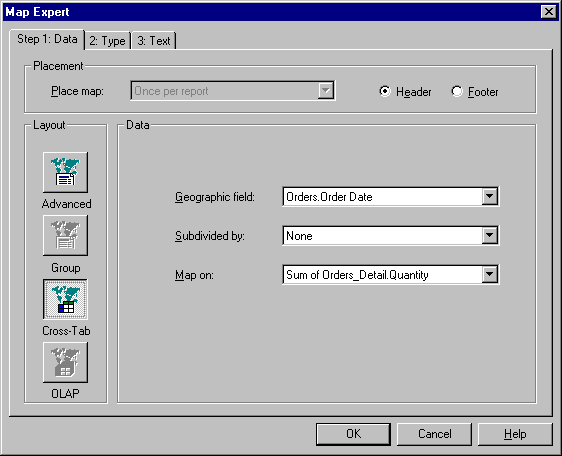 Map Expert
Step 1: Data 2: Type 3: Text
Placement
Place map: Once per report Header Footer
Layout
Data
Advanced
Geographic field: Orders.Order Date
Group
Subdivided by: None
Cross-Tab
Map on: Sum of Orders_Detail.Quantity
OLAP
OK Cancel Help